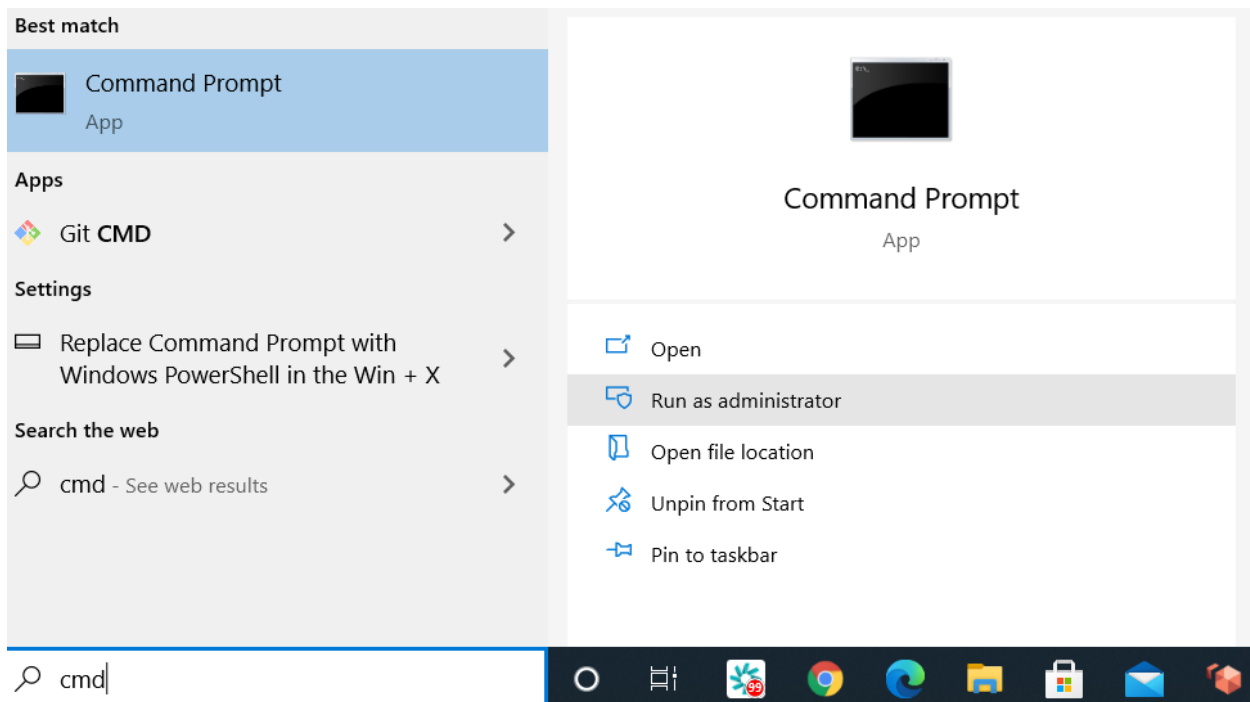 Best match
Command Prompt
App
Apps
Git CMD
Settings
Replace Command Prompt with
Windows PowerShell in the Win + X
Search the web
cmd - See web results
cmd
Command Prompt
App
Open
Run as administrator
Open file location
Unpin from Start
Pin to taskbar
99